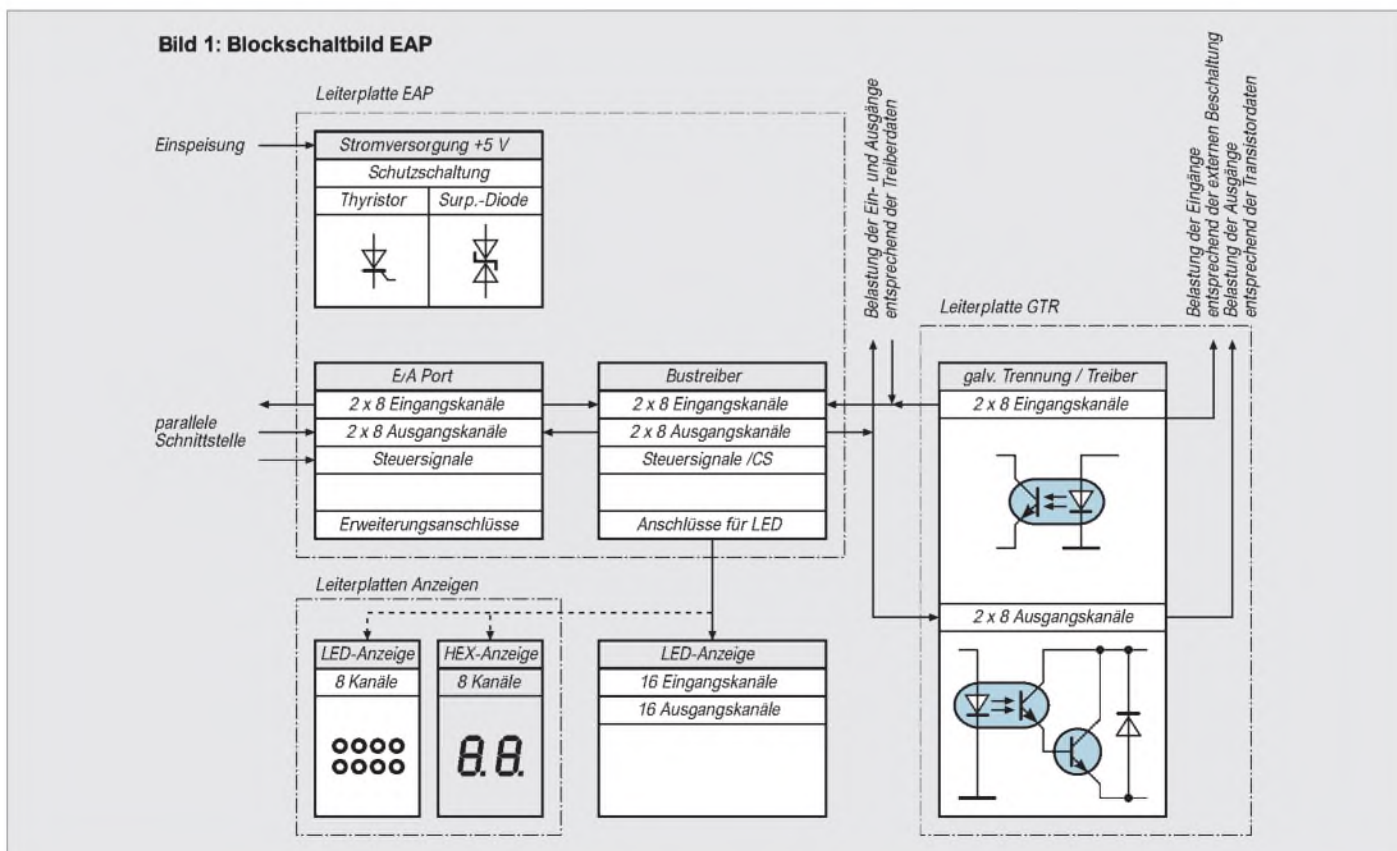 Bild 1: Blockschaltbild EAP
Leiterplatte EAP
Einspeisung
Stromversorgung +5 V
Schutzschaltung
Thyristor
Surp.-Diode
Belastung der Ein- und Ausgänge
entsprechend der Treiberdaten
Belastung der Eingänge
entsprechend der externen Beschaltung
Belastung der Ausgänge
entsprechend der Transistordaten
parallele
Schnittstelle
E/A Port
2 x 8 Eingangskanäle
2 x 8 Ausgangskanäle
Steuersignale
Erweiterungsanschlüsse
Bustreiber
2 x 8 Eingangskanäle
2 x 8 Ausgangskanäle
Steuersignale /CS
Anschlüsse für LED
Leiterplatte GTR
galv. Trennung / Treiber
2 x 8 Eingangskanäle
2 x 8 Ausgangskanäle
Leiterplatten Anzeigen
LED-Anzeige
8 Kanäle
HEX-Anzeige
8 Kanäle
8.8.
LED-Anzeige
16 Eingangskanäle
16 Ausgangskanäle